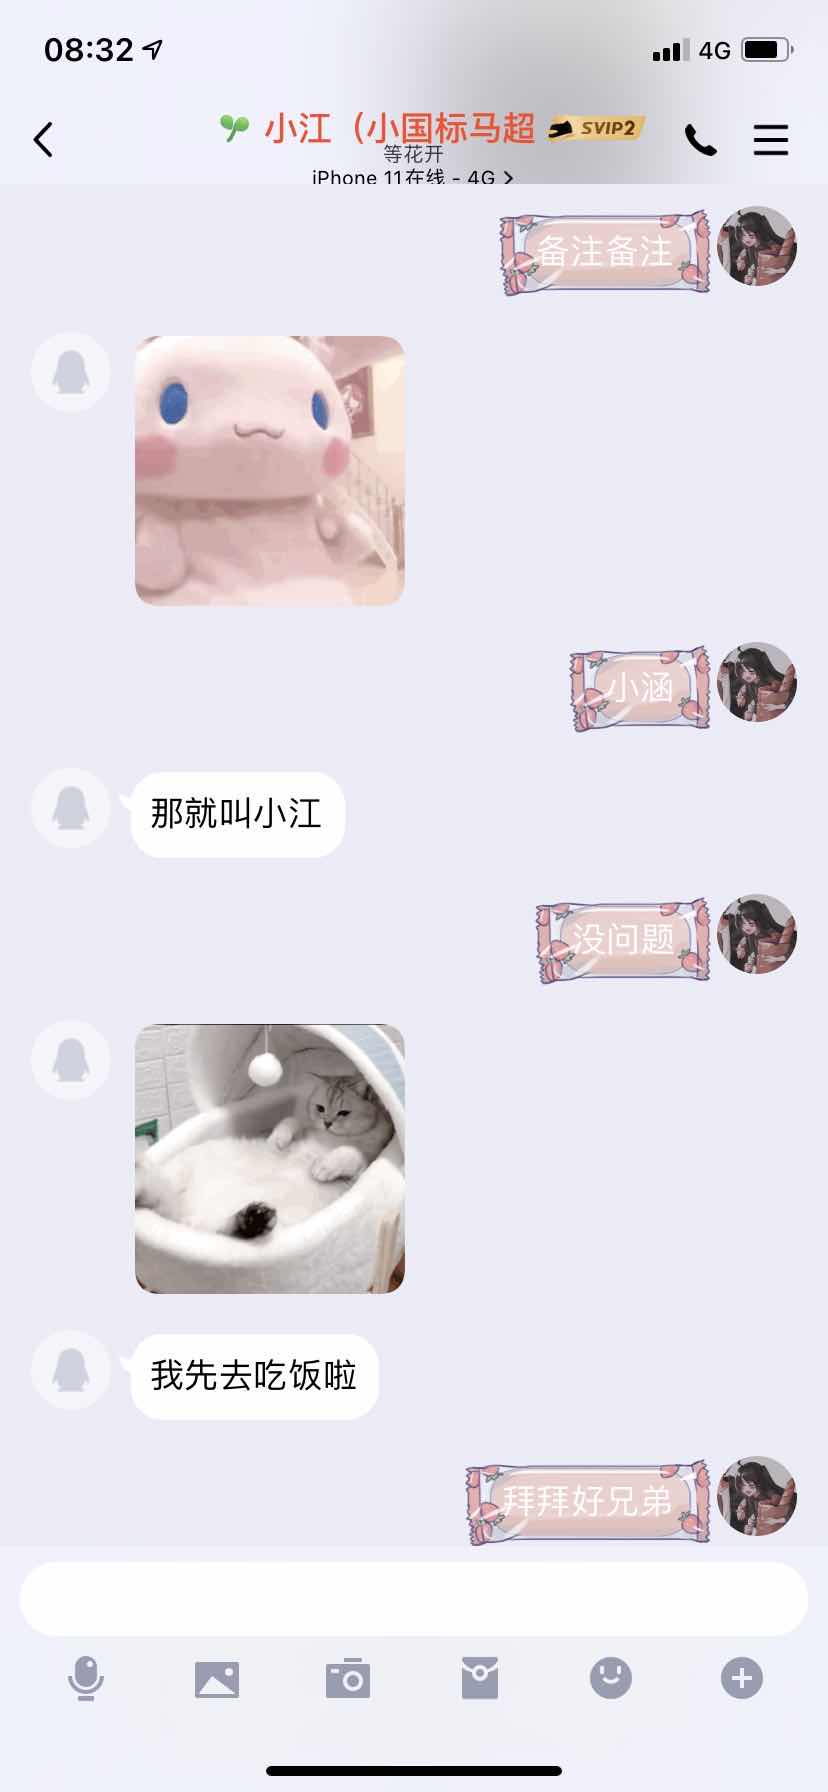 08:32
4G
小江（小国标马超
SVIP2
等花开
iPhone 11在线 - 4G
备注备注
小涵
那就叫小江
没问题
我先去吃饭啦
拜拜好兄弟